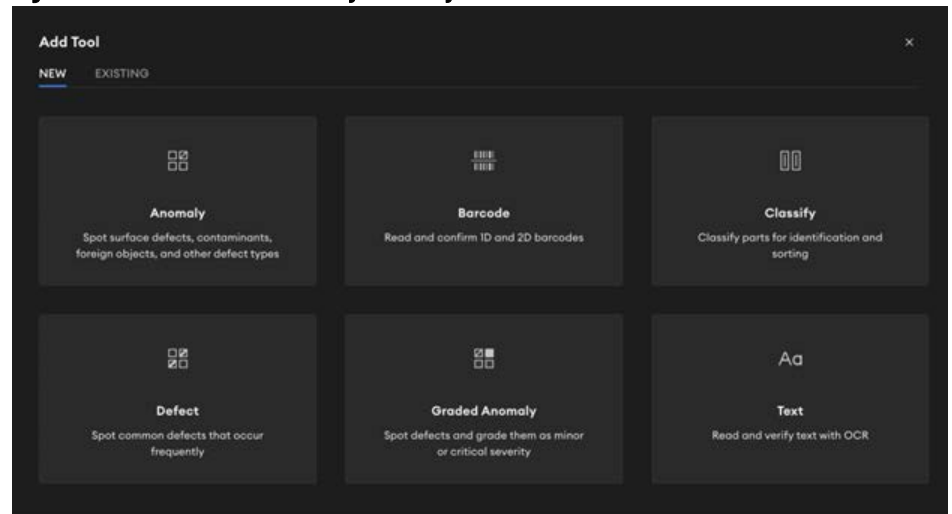 Add Tool
×
NEW EXISTING
Anomaly
Spot surface defects, contaminants,
foreign objects, and other defect types
Barcode
Read and confirm 1D and 2D barcodes
Classify
Classify parts for identification and
sorting
Defect
Spot common defects that occur
frequently
Graded Anomaly
Spot defects and grade them as minor
or critical severity
Aa
Text
Read and verify text with OCR